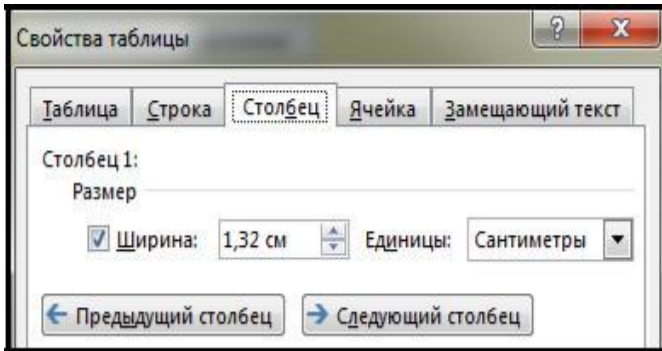 Свойства таблицы
Таблица Строка Столбец Ячейка Замещающий текст
Столбец 1:
Размер
Ширина: 1,32 см Единицы: Сантиметры
Предыдущий столбец Следующий столбец